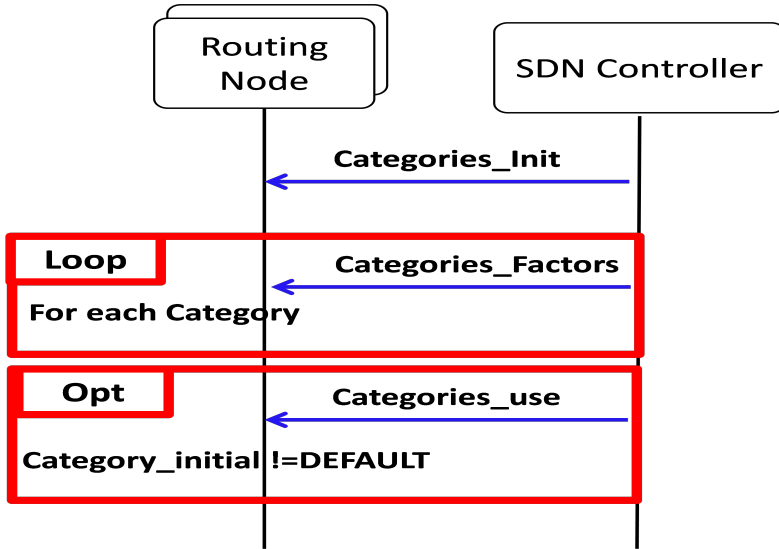 Routing
Node
SDN Controller
Categories_Init
Loop
Categories_Factors
For each Category
Opt
Categories_use
Category_initial !=DEFAULT